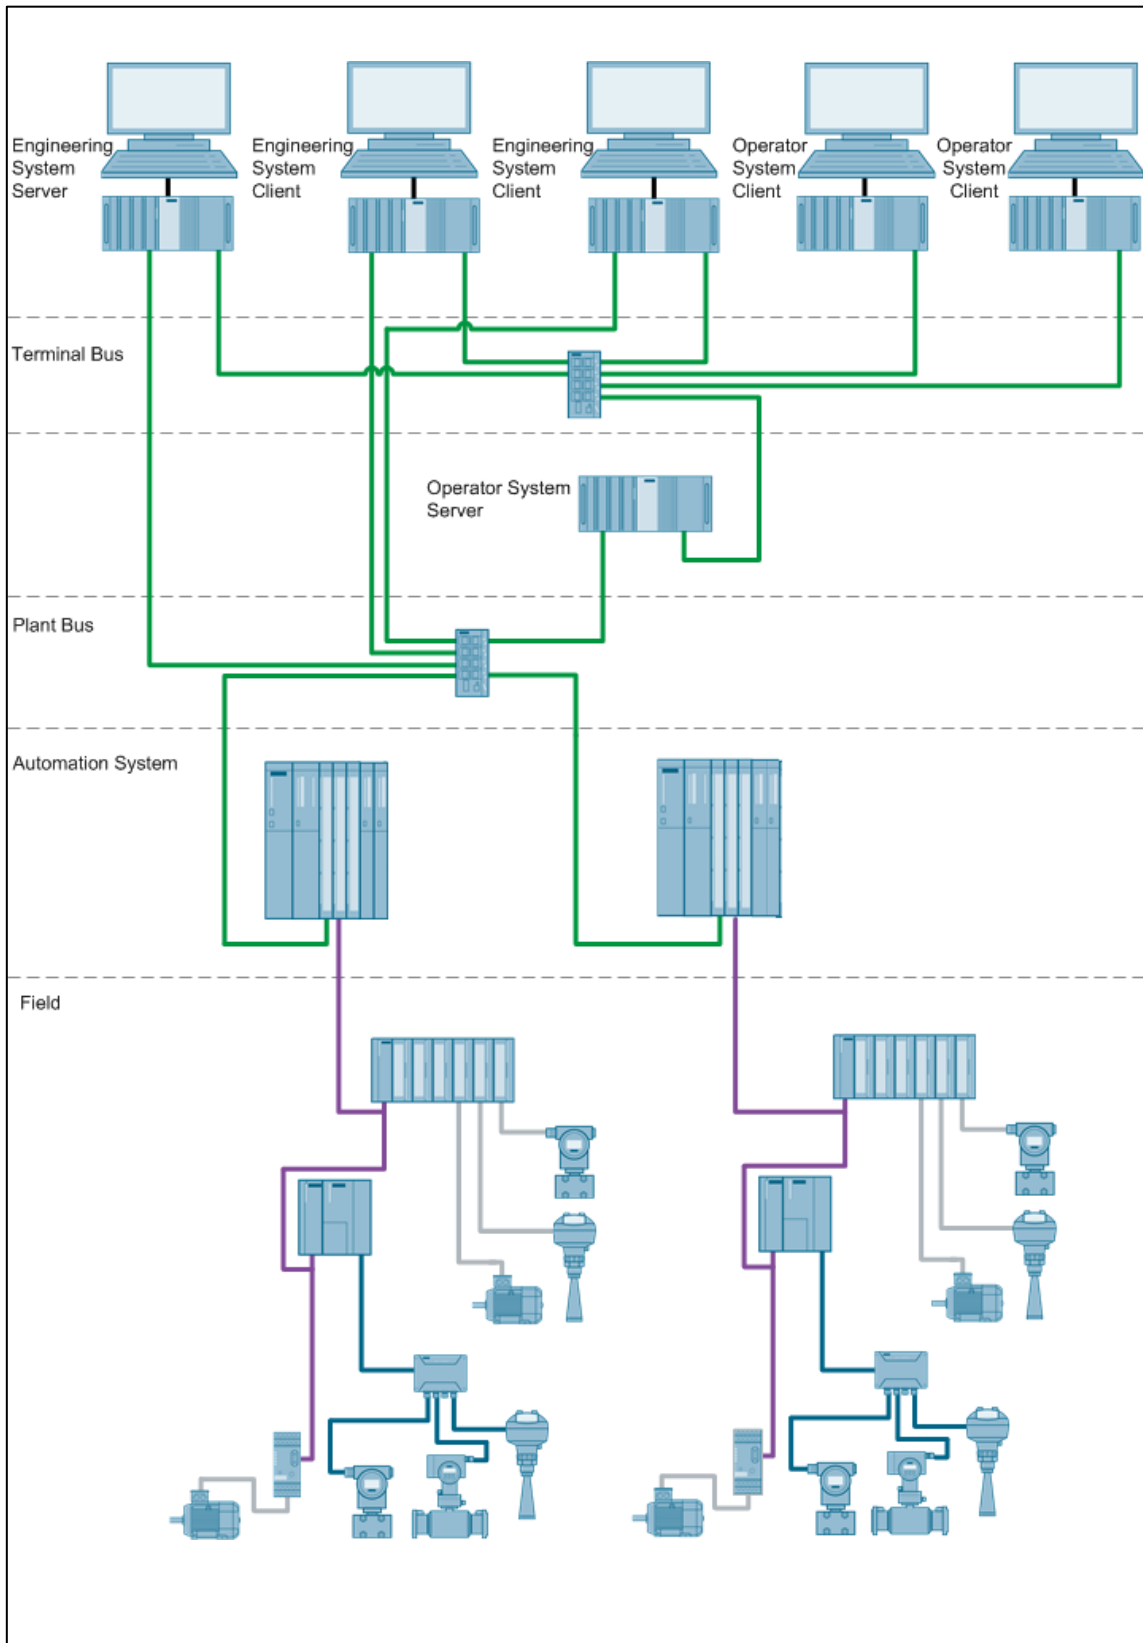 Engineering
System
Server
Engineering
System
Client
Engineering
System
Client
Operator
System
Client
Operator
System
Client
Terminal Bus
Operator System
Server
Plant Bus
Automation System
Field